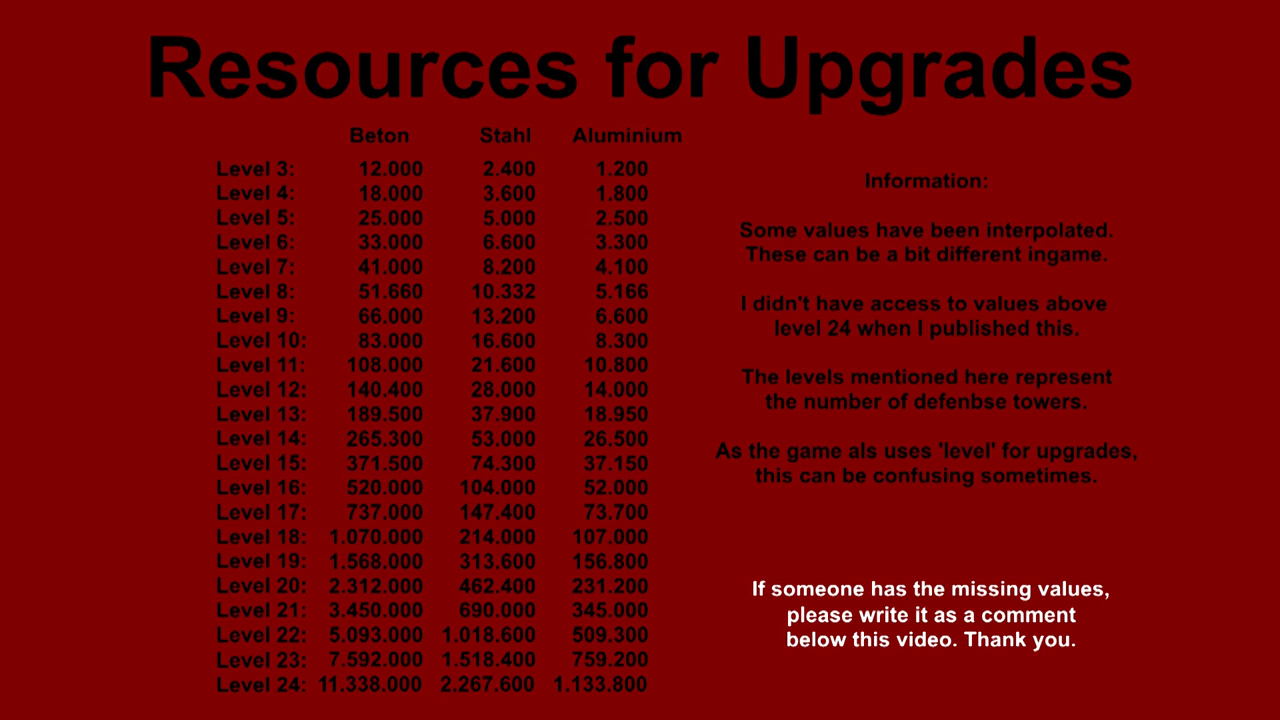 Resources for Upgrades
Beton Stahl Aluminium
Level 3: 12.000 2.400 1.200
Level 4: 18.000 3.600 1.800
Level 5: 25.000 5.000 2.500
Level 6: 33.000 6.600 3.300
Level 7: 41.000 8.200 4.100
Level 8: 51.660 10.332 5.166
Level 9: 66.000 13.200 6.600
Level 10: 83.000 16.600 8.300
Level 11: 108.000 21.600 10.800
Level 12: 140.400 28.000 14.000
Level 13: 189.500 37.900 18.950
Level 14: 265.300 53.000 26.500
Level 15: 371.500 74.300 37.150
Level 16: 520.000 104.000 52.000
Level 17: 737.000 147.400 73.700
Level 18: 1.070.000 214.000 107.000
Level 19: 1.568.000 313.600 156.800
Level 20: 2.312.000 462.400 231.200
Level 21: 3.450.000 690.000 345.000
Level 22: 5.093.000 1.018.600 509.300
Level 23: 7.592.000 1.518.400 759.200
Level 24: 11.338.000 2.267.600 1.133.800
Information:
Some values have been interpolated.
These can be a bit different ingame.
I didn't have access to values above
level 24 when I published this.
The levels mentioned here represent
the number of defenbse towers.
As the game als uses 'level' for upgrades,
this can be confusing sometimes.
If someone has the missing values,
please write it as a comment
below this video. Thank you.